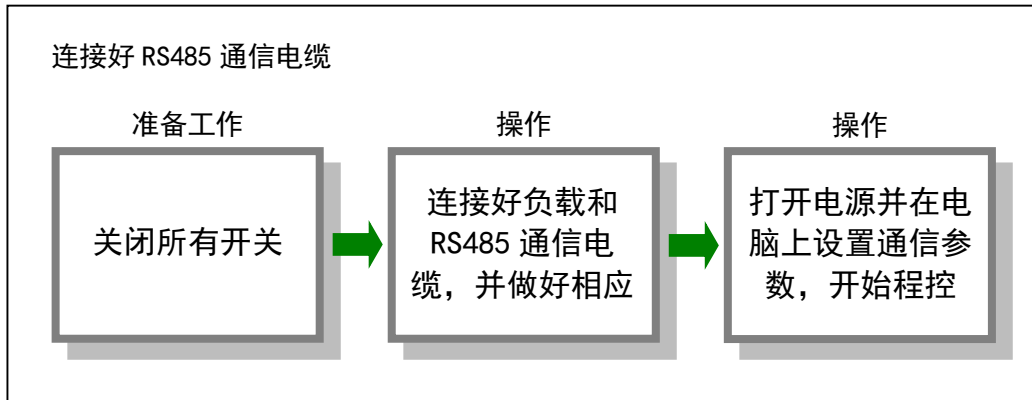 连接好 RS485 通信电缆
准备工作
关闭所有开关
操作
连接好负载和
RS485 通信电
缆，并做好相应
操作
打开电源并在电
脑上设置通信参
数，开始程控